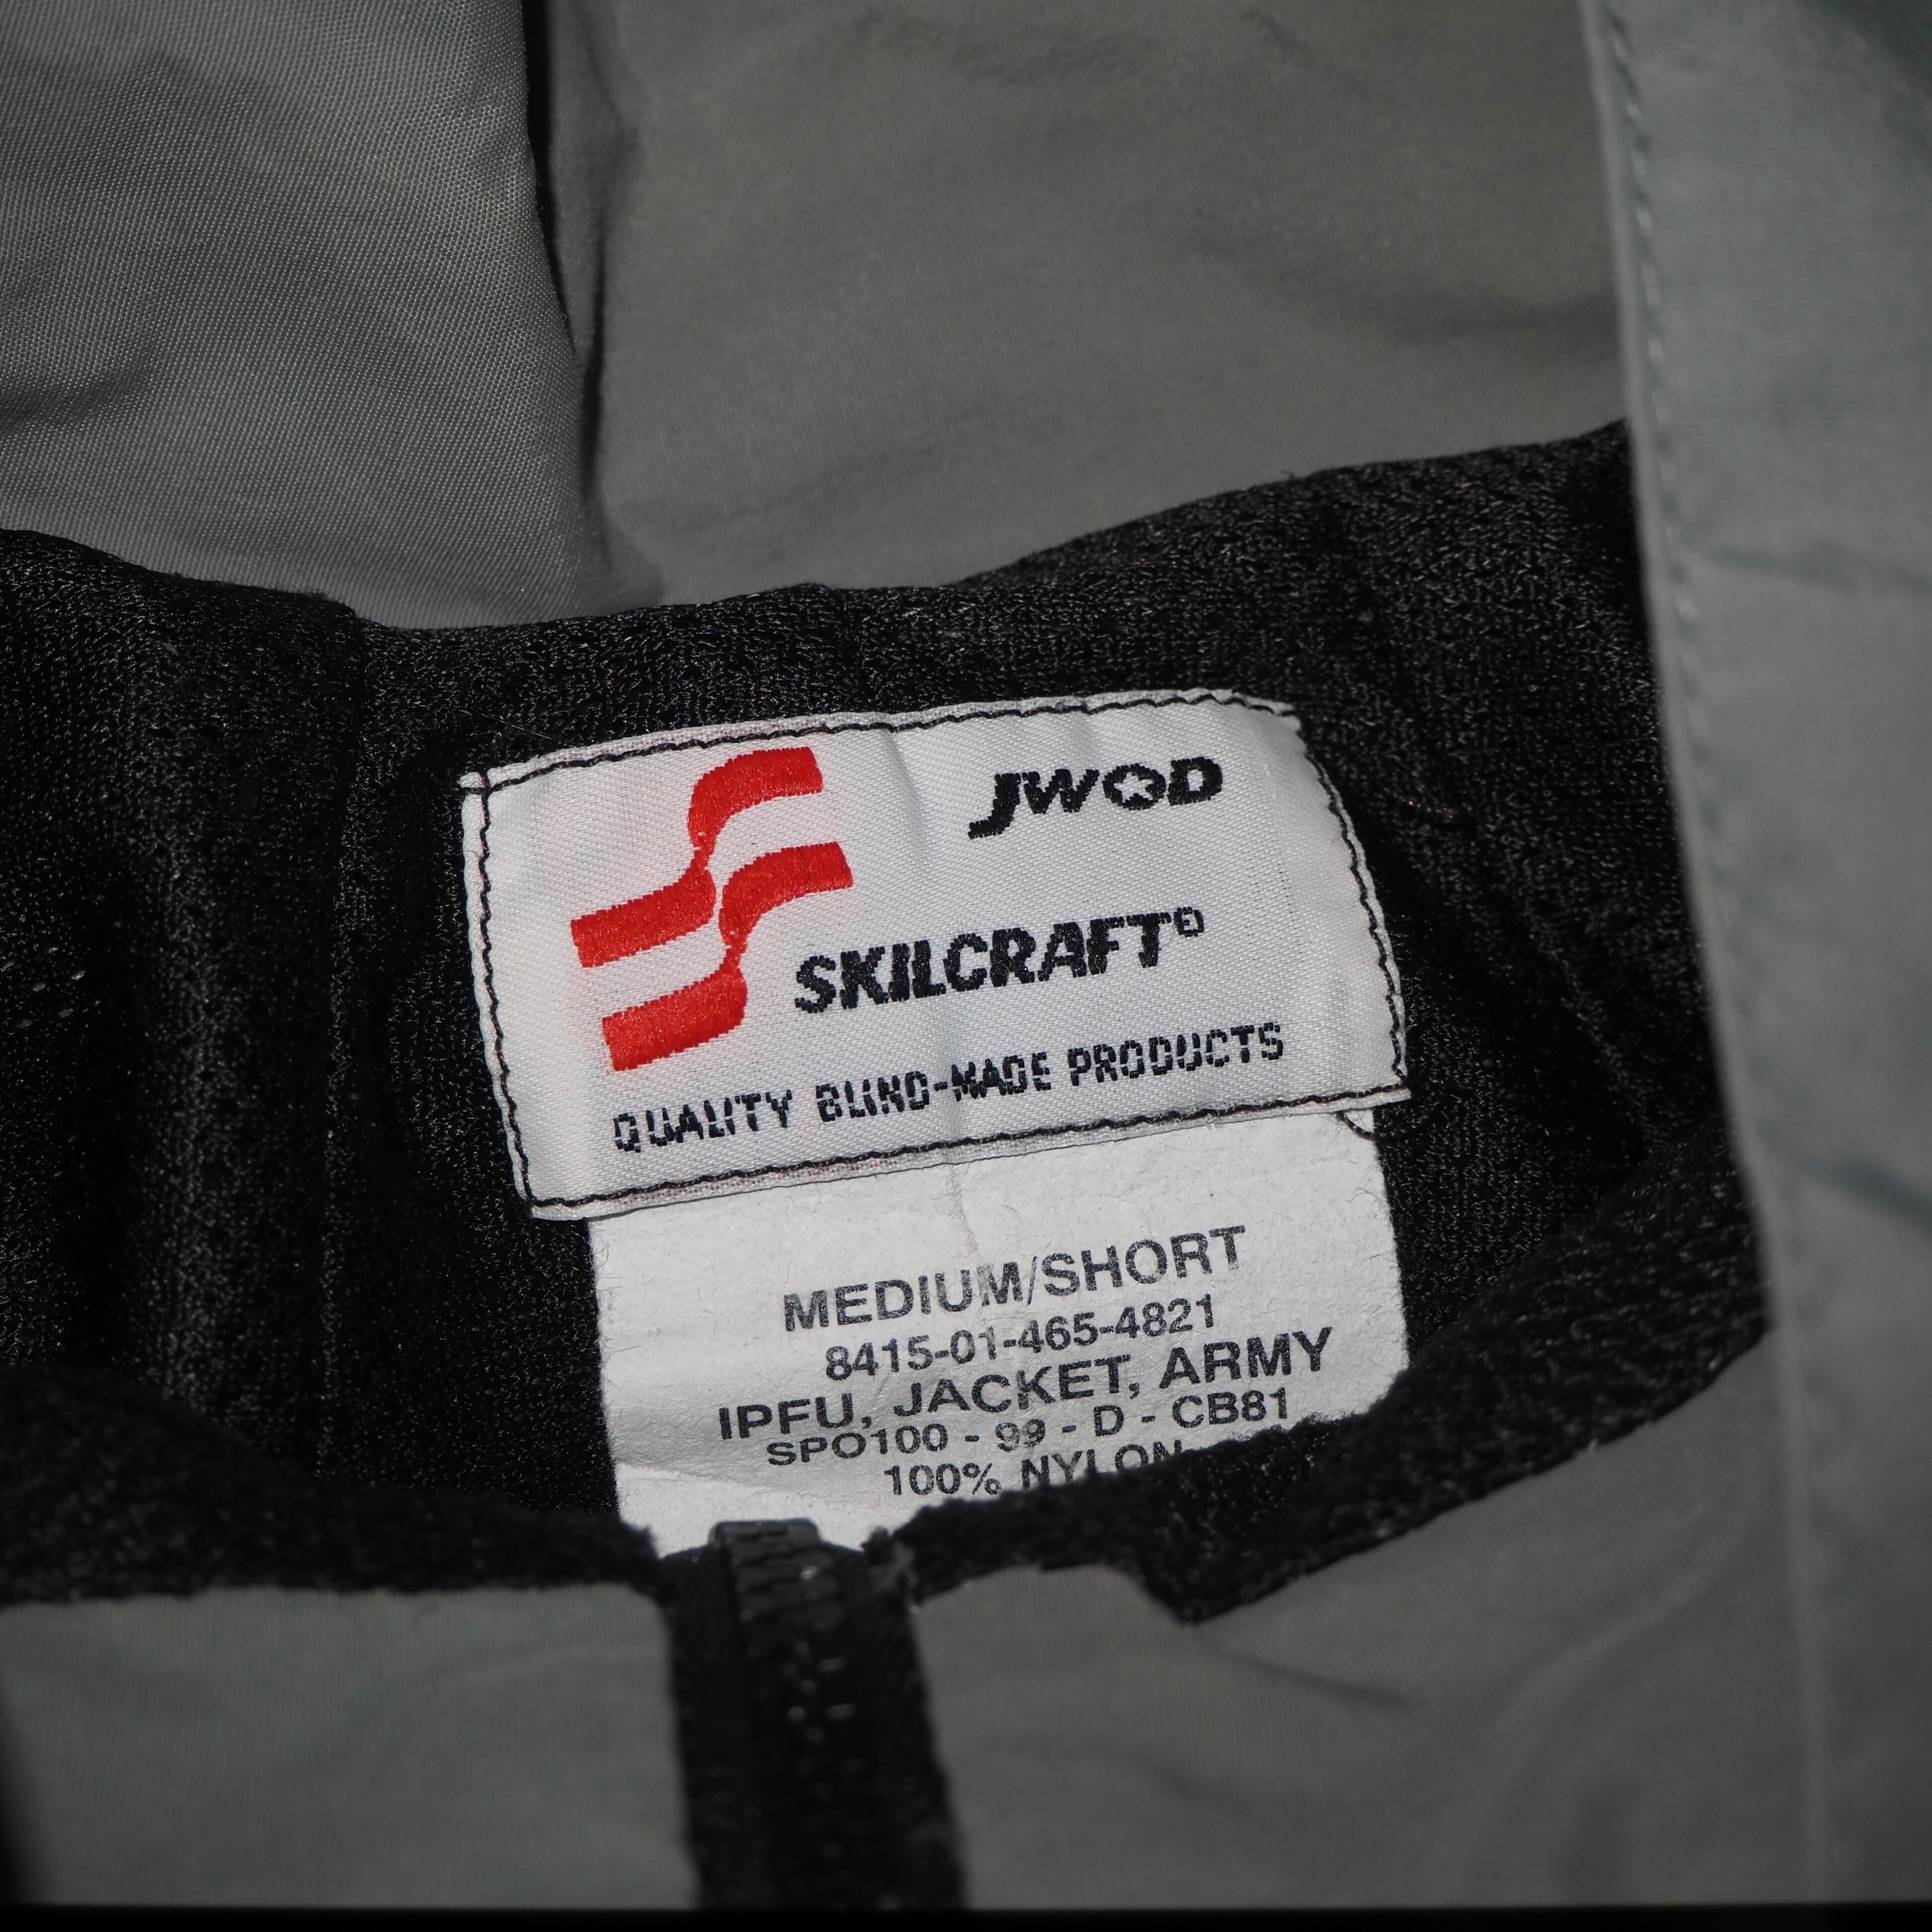 JWOD
SKILCRAFT®
QUALITY BLIND-MADE PRODUCTS
MEDIUM/SHORT
8415-01-465-4821
IPFU, JACKET, ARMY
SPO100 - 99 - D - CB81
100% NYLON